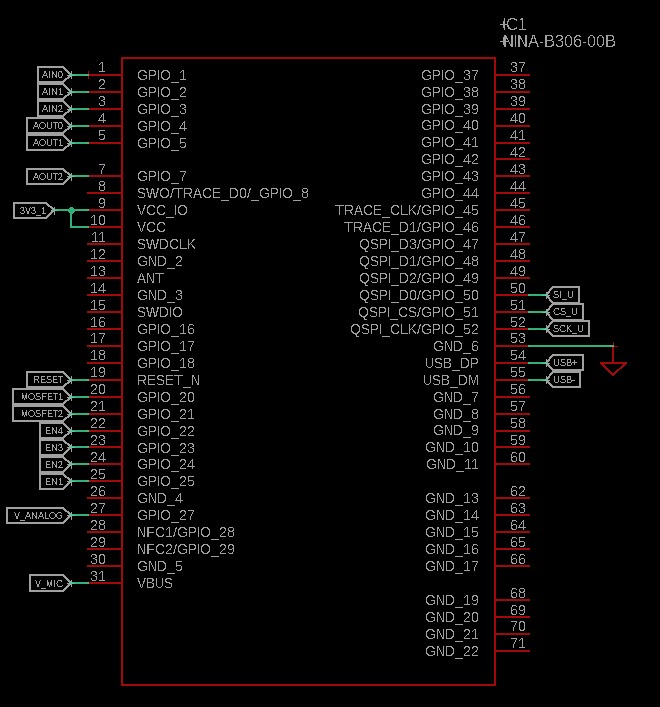 IC1
NINA-B306-00B
AIN0 1 GPIO_1 GPIO_37 37
AIN1 2 GPIO_2 GPIO_38 38
AIN2 3 GPIO_3 GPIO_39 39
AOUT0 4 GPIO_4 GPIO_40 40
AOUT1 5 GPIO_5 GPIO_41 41
GPIO_42 42
AOUT2 7 GPIO_7 GPIO_43 43
8 SWO/TRACE_D0/_GPIO_8 GPIO_44 44
3V3_1 9 VCC_IO TRACE_CLK/GPIO_45 45
10 VCC TRACE_D1/GPIO_46 46
11 SWDCLK QSPI_D3/GPIO_47 47
12 GND_2 QSPI_D1/GPIO_48 48
13 ANT QSPI_D2/GPIO_49 49
14 GND_3 QSPI_D0/GPIO_50 50 SI_U
15 SWDIO QSPI_CS/GPIO_51 51 CS_U
16 GPIO_16 QSPI_CLK/GPIO_52 52 SCK_U
17 GPIO_17 GND_6 53
18 GPIO_18 USB_DP 54 USB+
RESET 19 RESET_N USB_DM 55 USB-
MOSFET1 20 GPIO_20 GND_7 56
MOSFET2 21 GPIO_21 GND_8 57
EN4 22 GPIO_22 GND_9 58
EN3 23 GPIO_23 GND_10 59
EN2 24 GPIO_24 GND_11 60
EN1 25 GPIO_25
26 GND_4 GND_13 62
V_ANALOG 27 GPIO_27 GND_14 63
28 NFC1/GPIO_28 GND_15 64
29 NFC2/GPIO_29 GND_16 65
30 GND_5 GND_17 66
V_MIC 31 VBUS
GND_19 68
GND_20 69
GND_21 70
GND_22 71